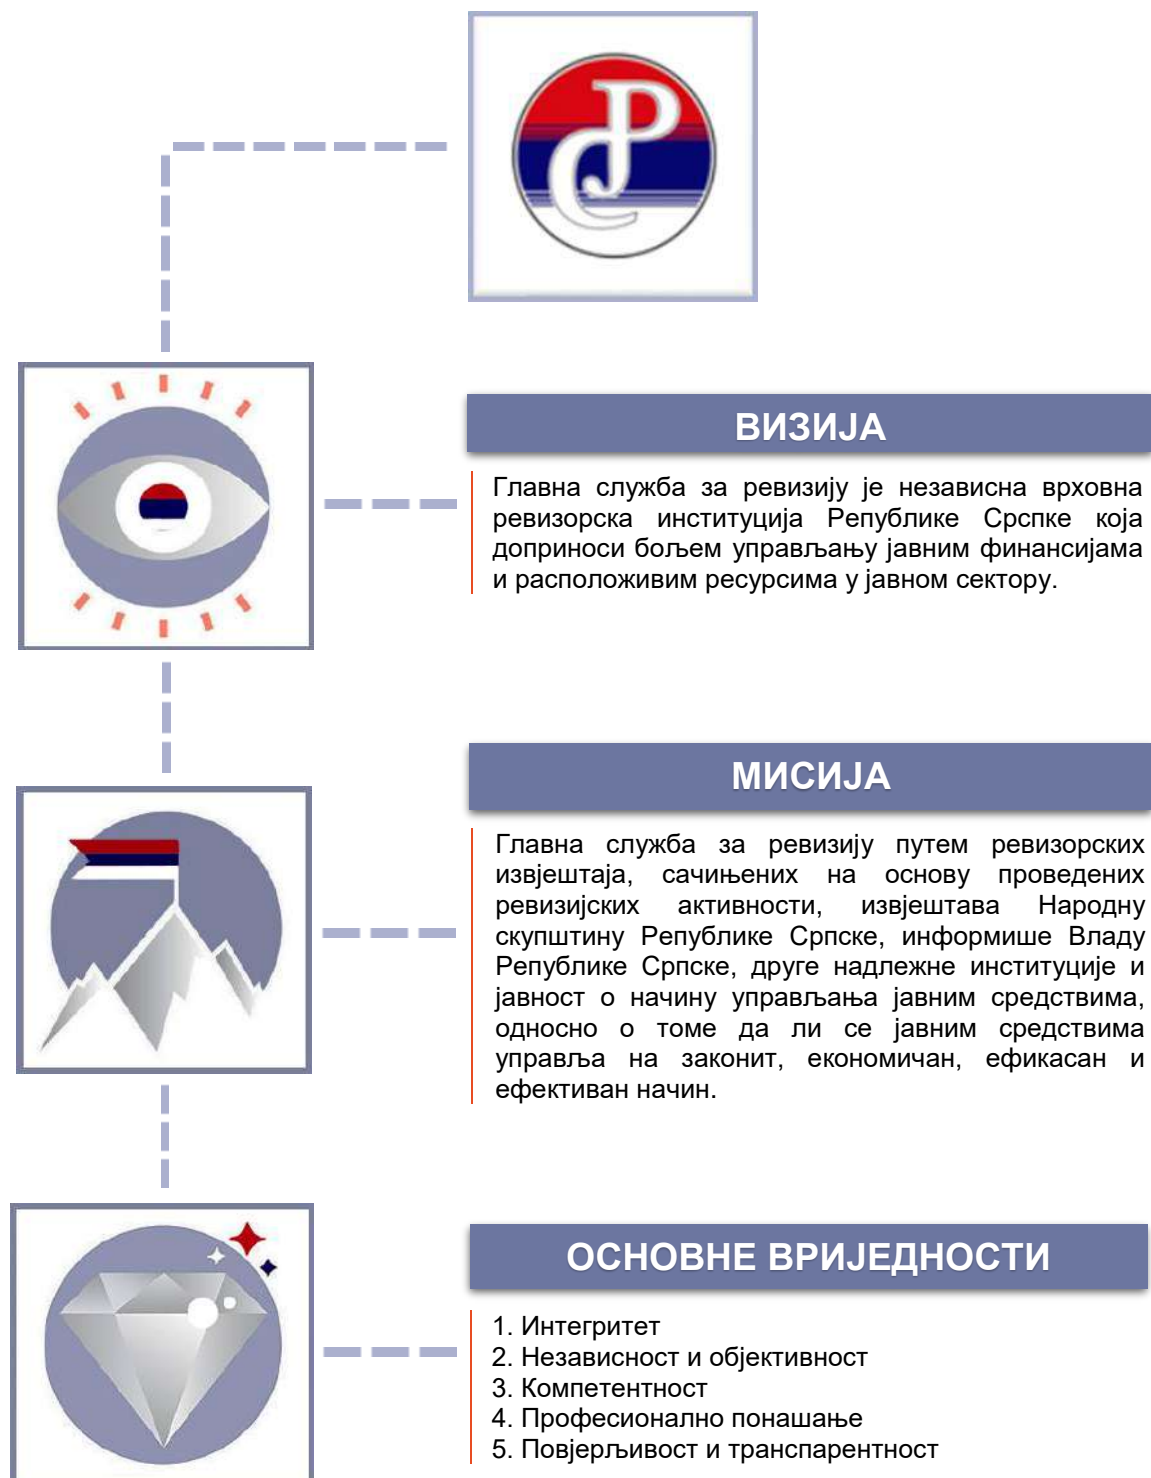 РС
ВИЗИЈА
Главна служба за ревизију је независна врховна
ревизорска институција Републике Срспке која
доприноси бољем управљању јавним финансијама
и расположивим ресурсима у јавном сектору.
МИСИЈА
Главна служба за ревизију путем ревизорских
извјештаја, сачињених на основу проведених
ревизијских активности, извјештава Народну
скупштину Републике Српске, информише Владу
Републике Српске, друге надлежне институције и
јавност о начину управљања јавним средствима,
односно о томе да ли се јавним средствима
управља на законит, економичан, ефикасан и
ефективан начин.
ОСНОВНЕ ВРИЈЕДНОСТИ
1. Интегритет
2. Независност и објективност
3. Компетентност
4. Професионално понашање
5. Повјерљивост и транспарентност